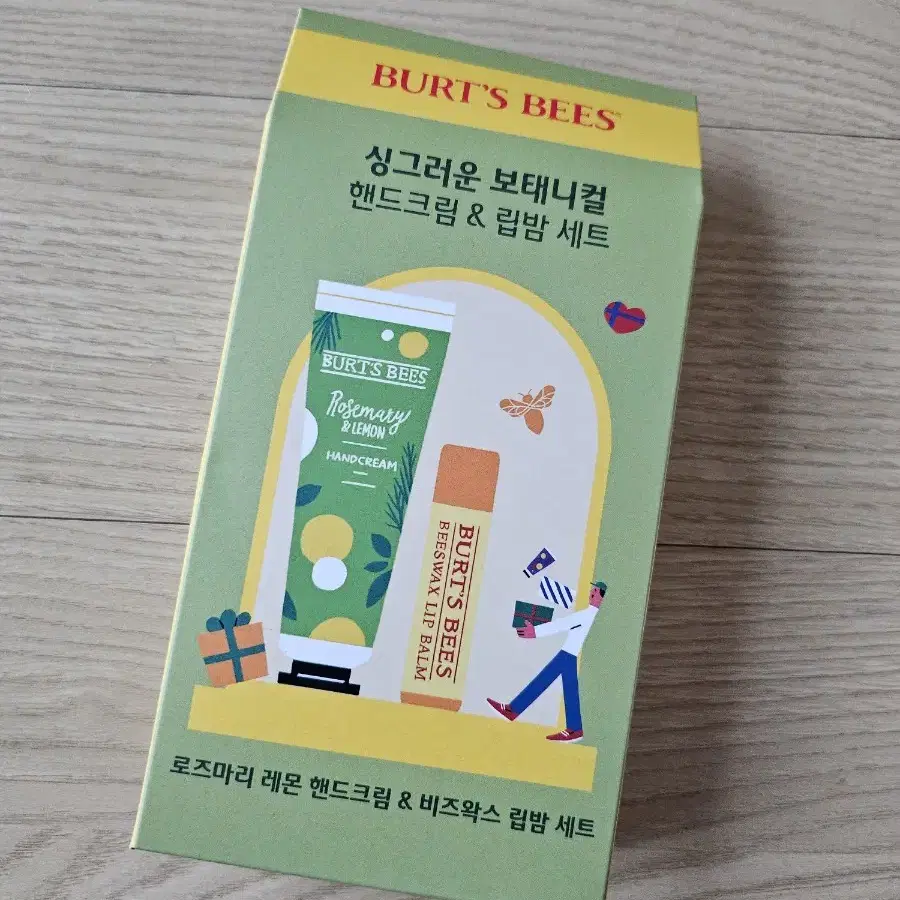 BURT'S BEES
싱그러운 보태니컬
핸드크림 & 립밤 세트
BURT'S BEES
Rosemary
& LEMON
HANDCREAM
BURT'S BEES
BEESWAX LIP BALM
로즈마리 레몬 핸드크림 & 비즈왁스 립밤 세트